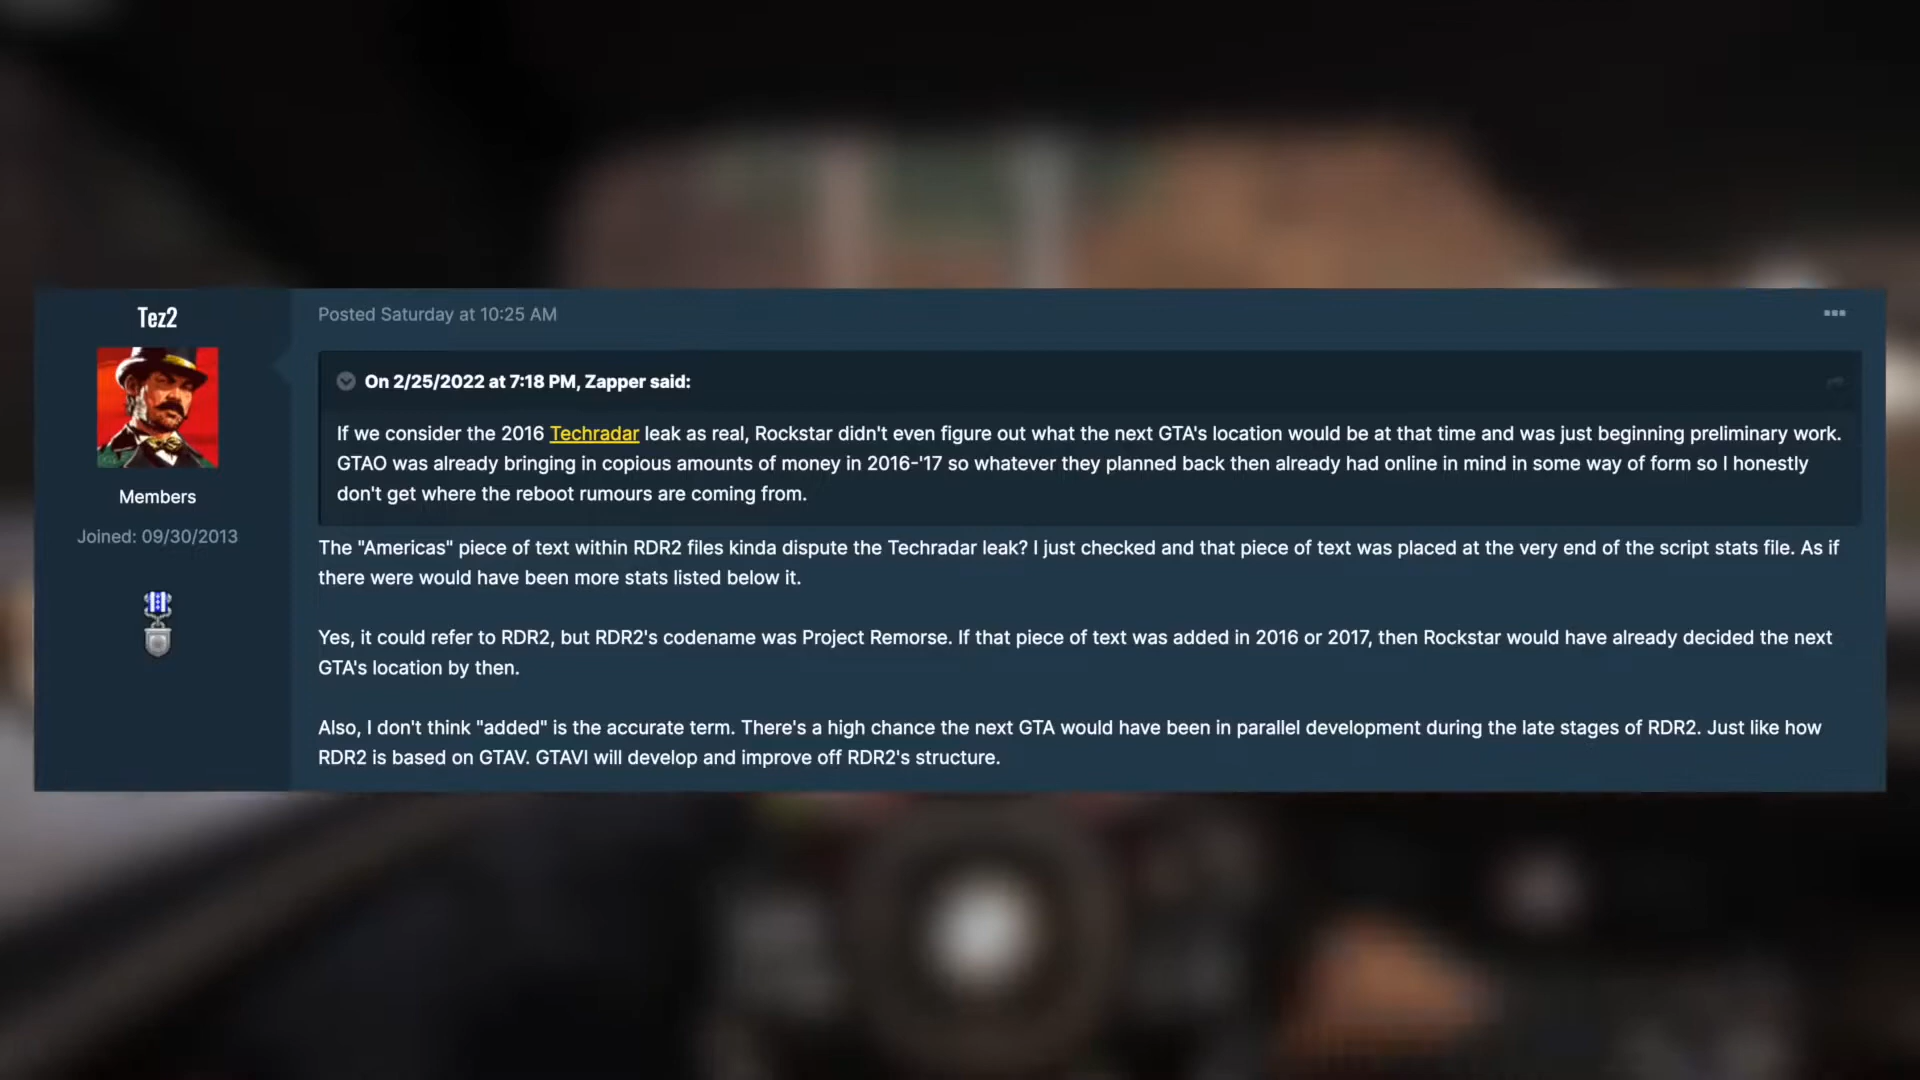 Tez2
Members
Joined: 09/30/2013
Posted Saturday at 10:25 AM
On 2/25/2022 at 7:18 PM, Zapper said:
If we consider the 2016 Techradar leak as real, Rockstar didn't even figure out what the next GTA's location would be at that time and was just beginning preliminary work.
GTAO was already bringing in copious amounts of money in 2016-'17 so whatever they planned back then already had online in mind in some way of form so I honestly
don't get where the reboot rumours are coming from.
The "Americas" piece of text within RDR2 files kinda dispute the Techradar leak? I just checked and that piece of text was placed at the very end of the script stats file. As if
there were would have been more stats listed below it.
Yes, it could refer to RDR2, but RDR2's codename was Project Remorse. If that piece of text was added in 2016 or 2017, then Rockstar would have already decided the next
GTA's location by then.
Also, I don't think "added" is the accurate term. There's a high chance the next GTA would have been in parallel development during the late stages of RDR2. Just like how
RDR2 is based on GTAV. GTAVI will develop and improve off RDR2's structure.